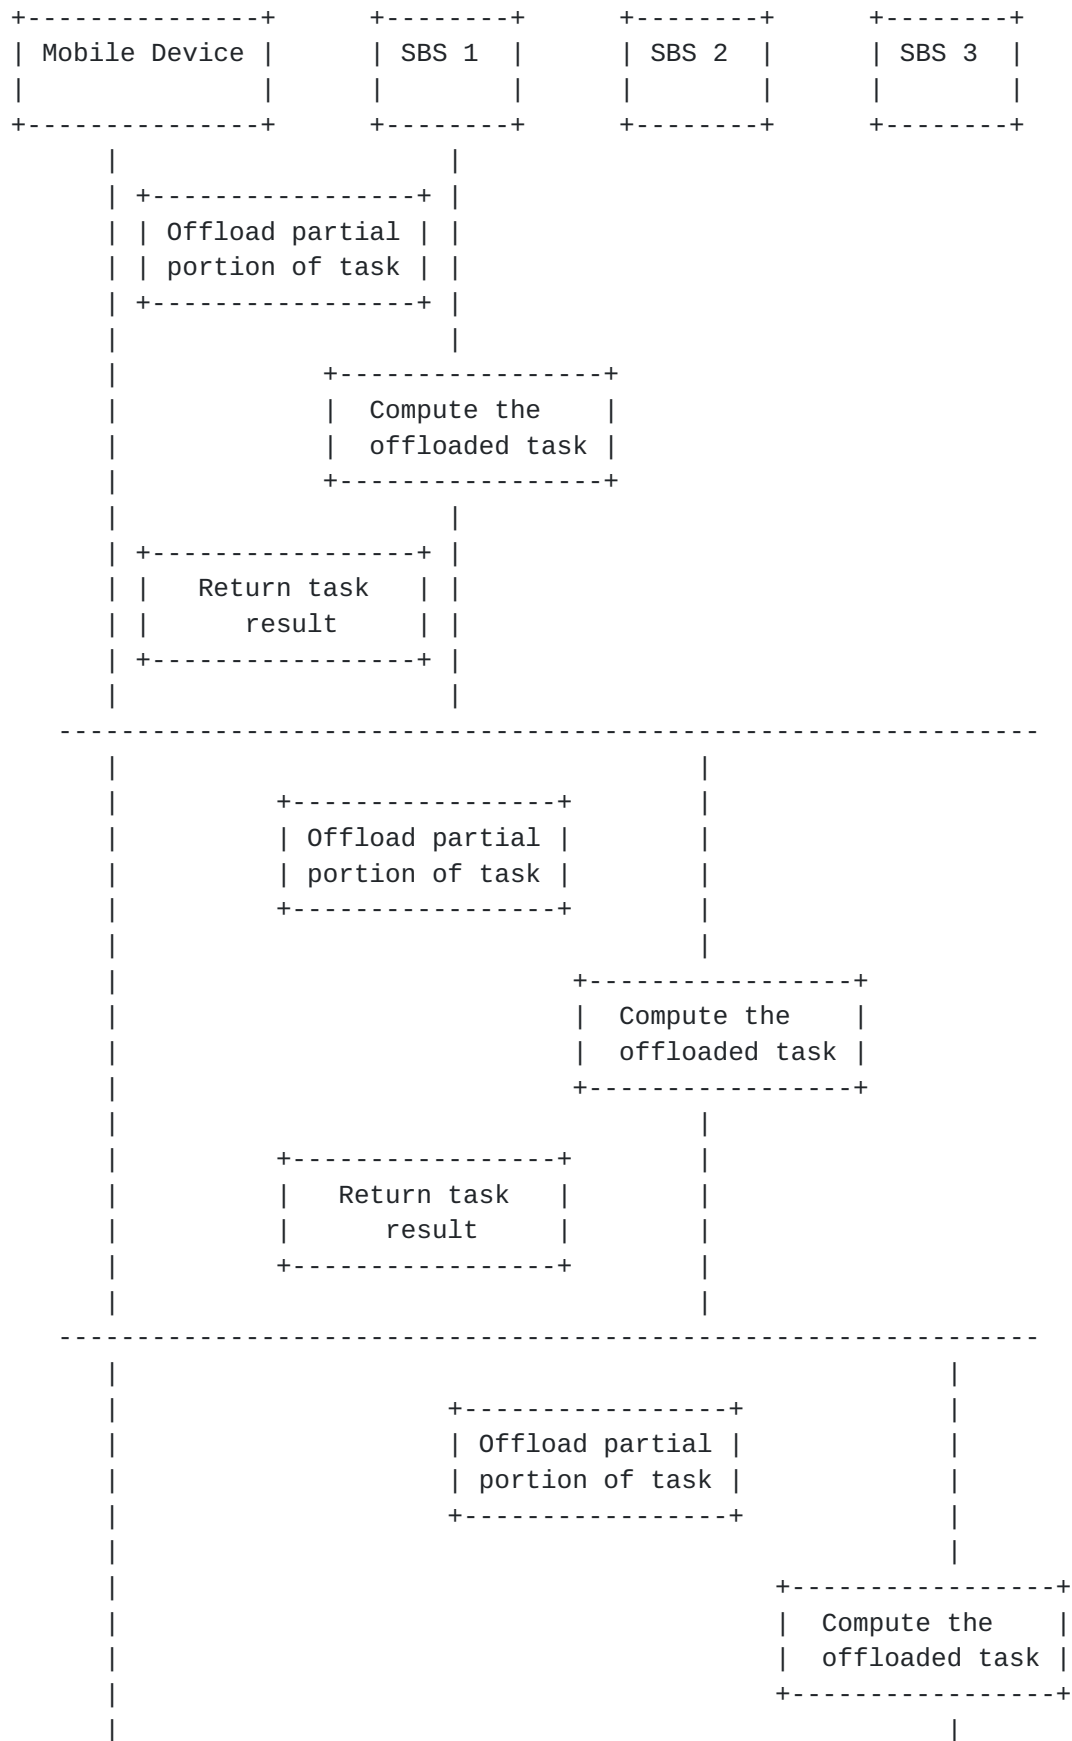 Mobile Device SBS 1 SBS 2 SBS 3
Offload partial
portion of task
Compute the
offloaded task
Return task
result
Offload partial
portion of task
Compute the
offloaded task
Return task
result
Offload partial
portion of task
Compute the
offloaded task